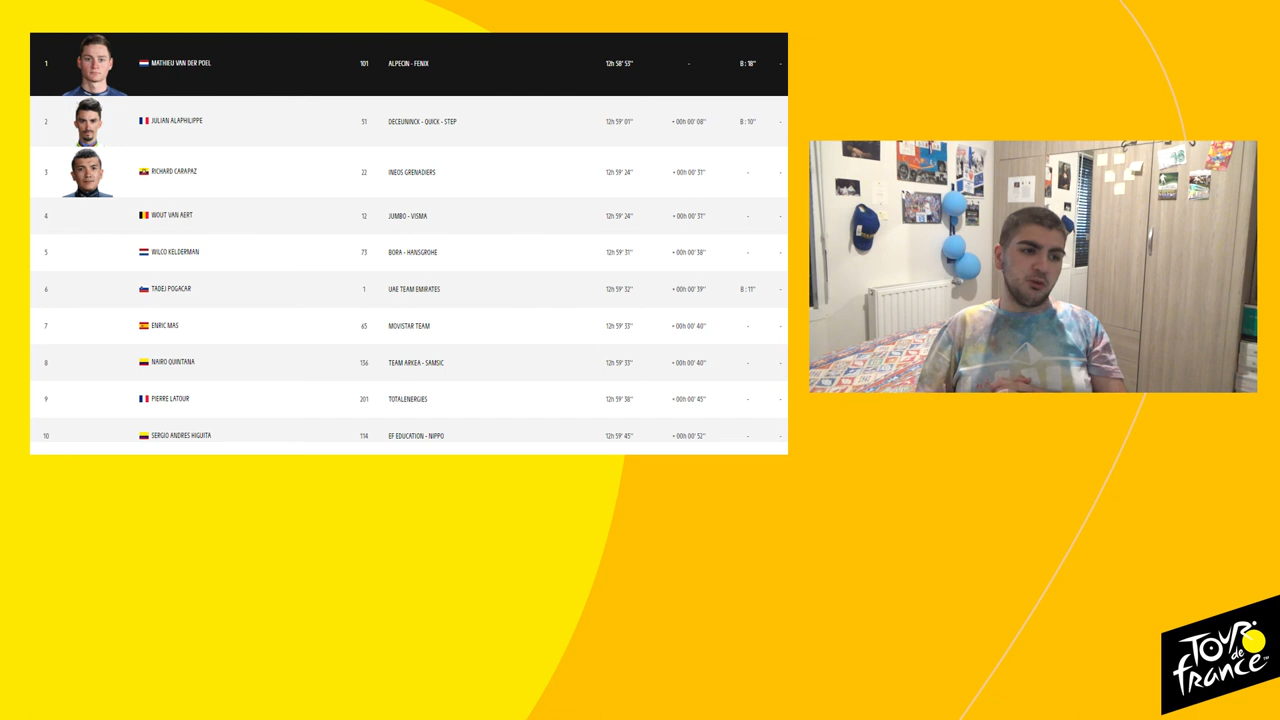 1 MATHIEU VAN DER POEL 101 ALPECIN - FENIX 12h 58' 53'' - B : 18'' -
2 JULIAN ALAPHILIPPE 51 DECEUNINCK - QUICK - STEP 12h 59' 01'' + 00h 00' 08'' B : 10'' -
3 RICHARD CARAPAZ 22 INEOS GRENADIERS 12h 59' 24'' + 00h 00' 31'' - -
4 WOUT VAN AERT 12 JUMBO - VISMA 12h 59' 24'' + 00h 00' 31'' - -
5 WILCO KELDERMAN 73 BORA - HANSGROHE 12h 59' 31'' + 00h 00' 38'' - -
6 TADEJ POGACAR 1 UAE TEAM EMIRATES 12h 59' 32'' + 00h 00' 39'' B : 11'' -
7 ENRIC MAS 65 MOVISTAR TEAM 12h 59' 33'' + 00h 00' 40'' - -
8 NAIRO QUINTANA 136 TEAM ARKEA - SAMSIC 12h 59' 33'' + 00h 00' 40'' - -
9 PIERRE LATOUR 201 TOTALENERGIES 12h 59' 38'' + 00h 00' 45'' - -
10 SERGIO ANDRES HIGUITA 114 EF EDUCATION - NIPPO 12h 59' 45'' + 00h 00' 52'' - -
TOUR
de
france™